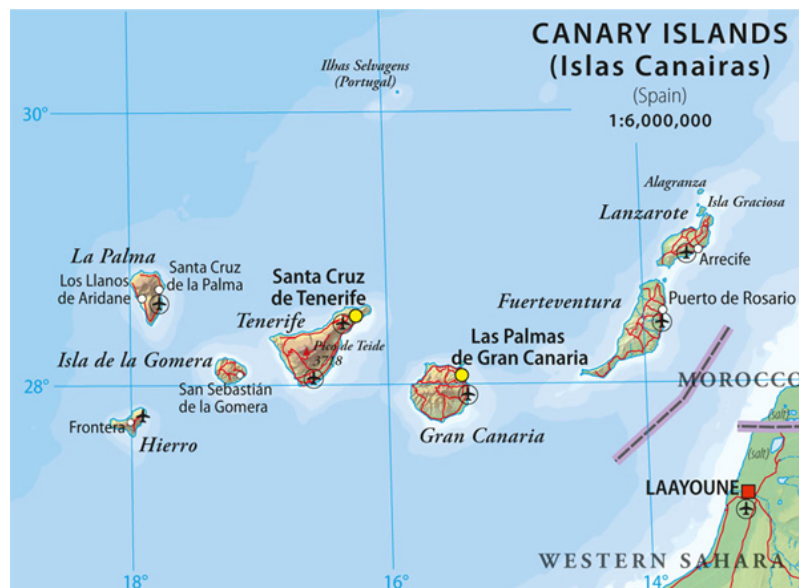 CANARY ISLANDS
(Islas Canairas)
(Spain)
1:6,000,000
Ilhas Selvagens
(Portugal)
30°
Alagranza
Isla Graciosa
Lanzarote
Arrecife
La Palma
Santa Cruz
de la Palma
Los Llanos
de Aridane
Santa Cruz
de Tenerife
Tenerife
Pico de Teide
3718
Fuerteventura
Puerto de Rosario
Las Palmas
de Gran Canaria
Isla de la Gomera
San Sebastián
de la Gomera
28°
MOROCCO
Frontera
Hierro
Gran Canaria
(salt)
(salt)
LAAYOUNE
WESTERN SAHARA
18°
16°
14°